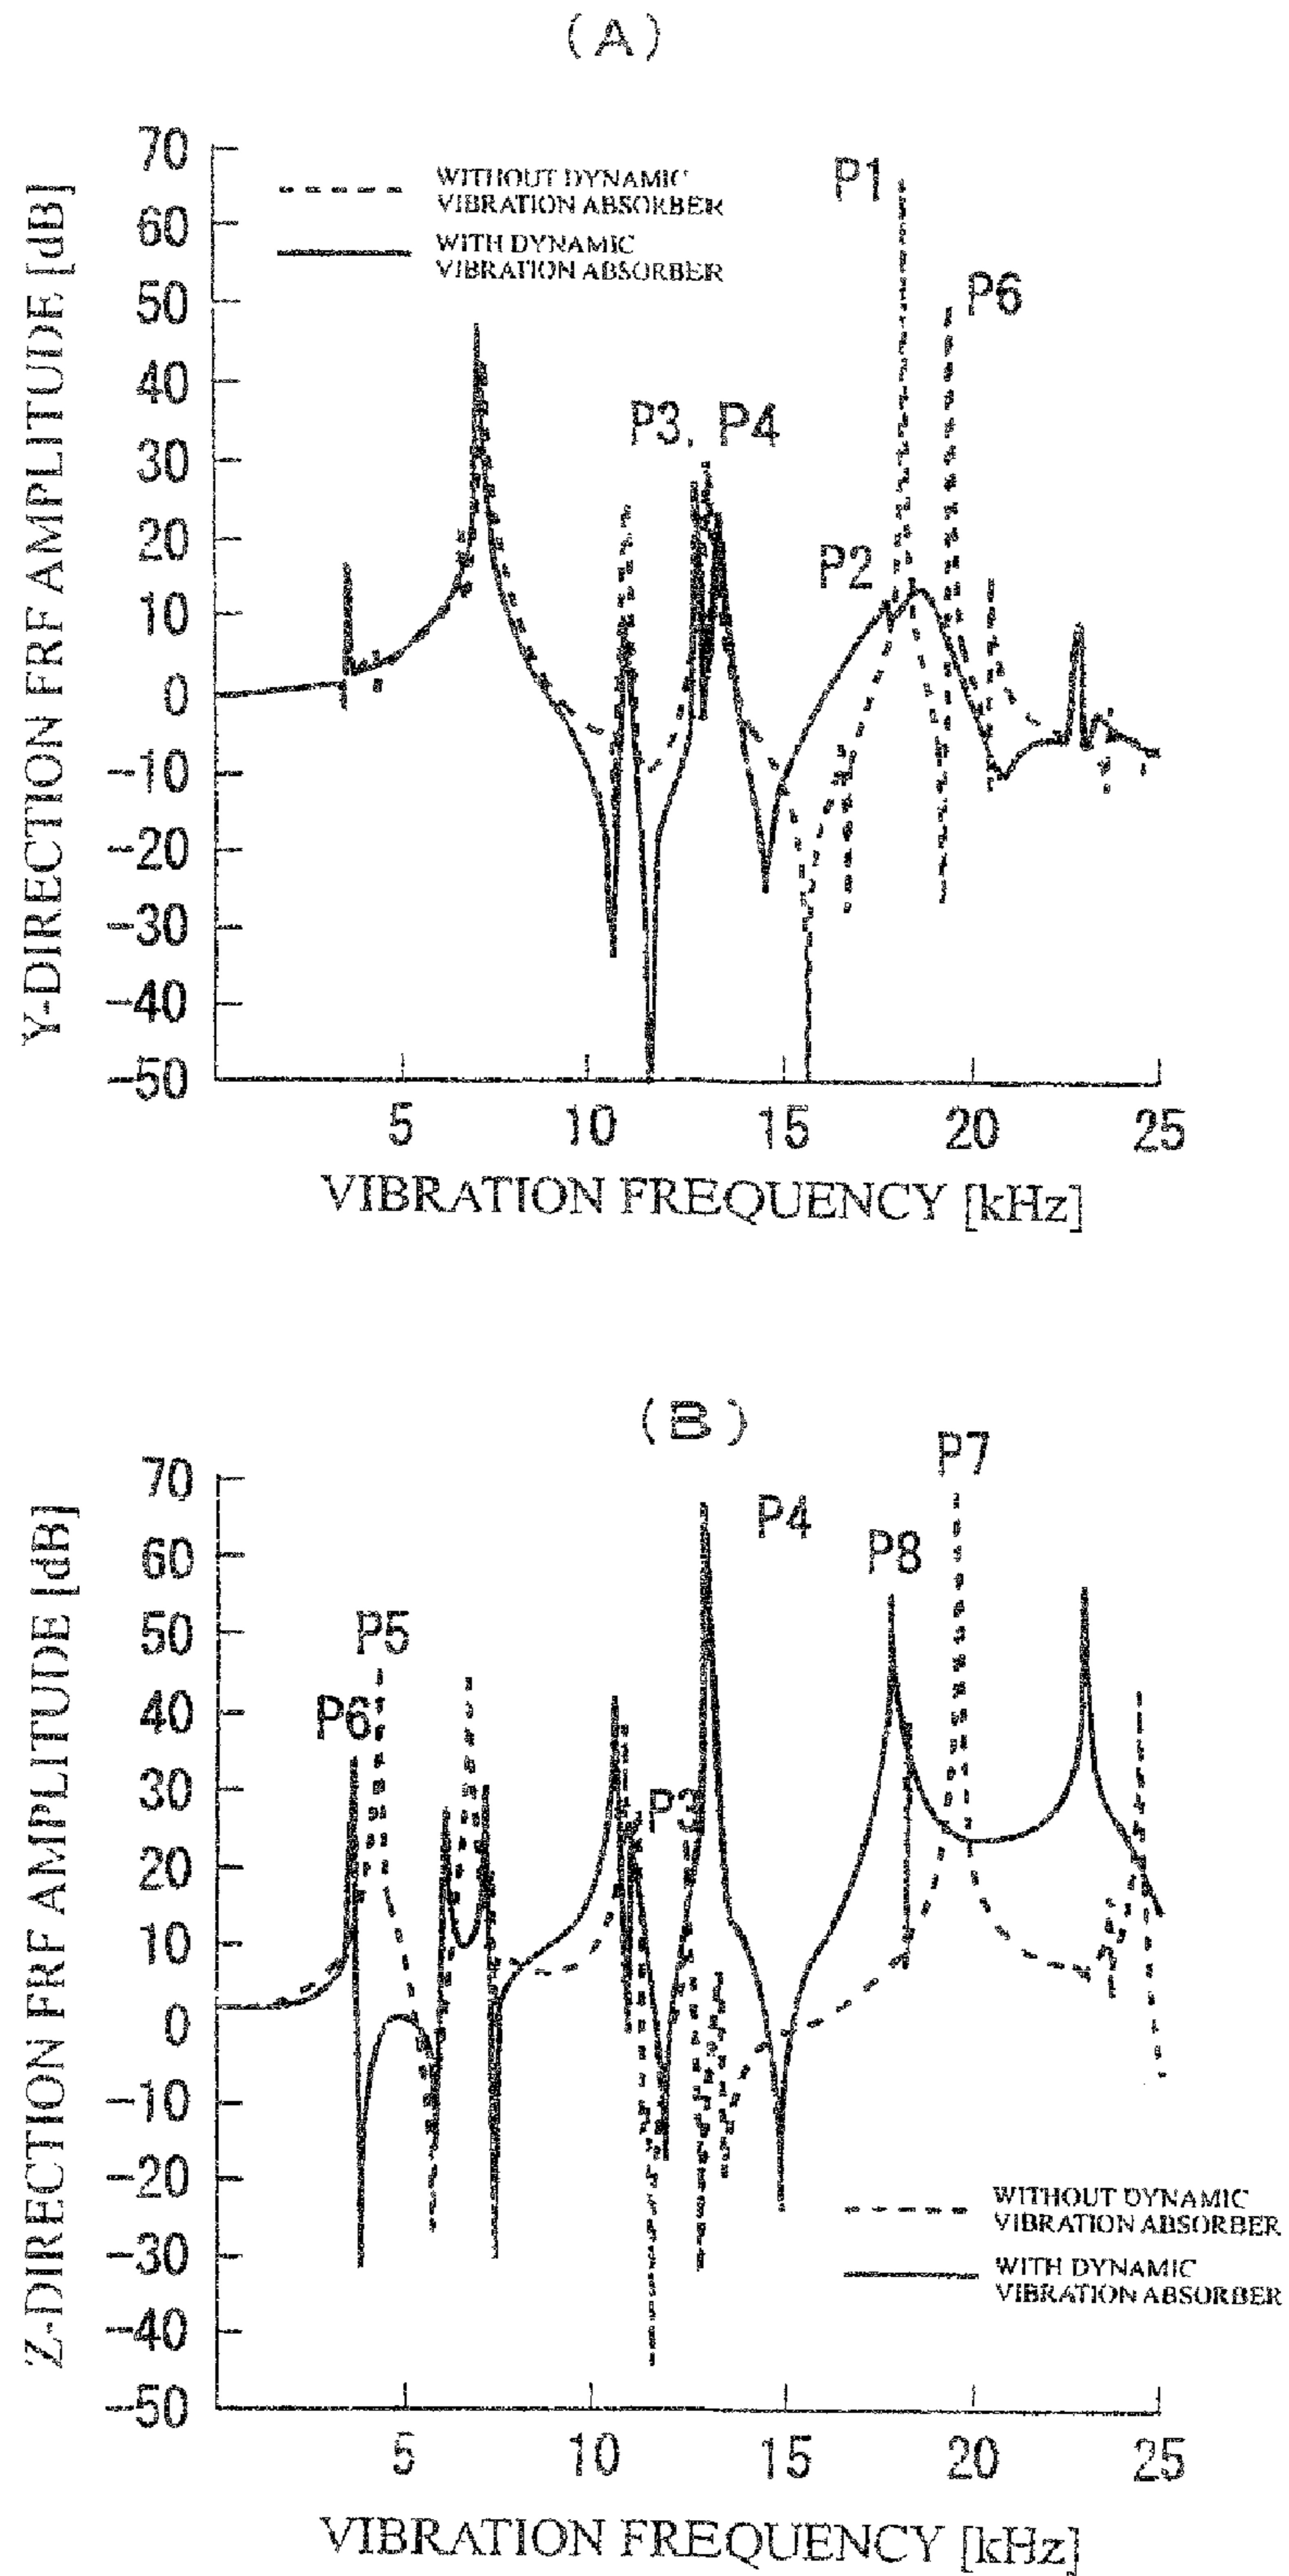 (A)
70
60
50
40
30
20
10
0
-10
-20
-30
-40
-50
Y-DIRECTION FRF AMPLITUDE [dB]
WITHOUT DYNAMIC
VIBRATION ABSORBER
WITH DYNAMIC
VIBRATION ABSORBER
P1
P6
P3, P4
P2
5 10 15 20 25
VIBRATION FREQUENCY [kHz]
(B)
70
60
50
40
30
20
10
0
-10
-20
-30
-40
-50
Z-DIRECTION FRF AMPLITUDE [dB]
P7
P4
P8
P5
P6
P3
WITHOUT DYNAMIC
VIBRATION ABSORBER
WITH DYNAMIC
VIBRATION ABSORBER
5 10 15 20 25
VIBRATION FREQUENCY [kHz]